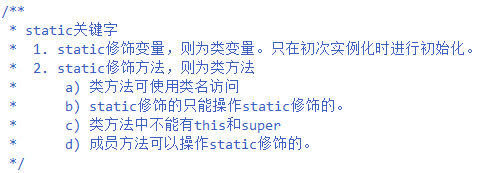 /**
* static关键字
* 1. static修饰变量，则为类变量。只在初次实例化时进行初始化。
* 2. static修饰方法，则为类方法
* a) 类方法可使用类名访问
* b) static修饰的只能操作static修饰的。
* c) 类方法中不能有this和super
* d) 成员方法可以操作static修饰的。
*/